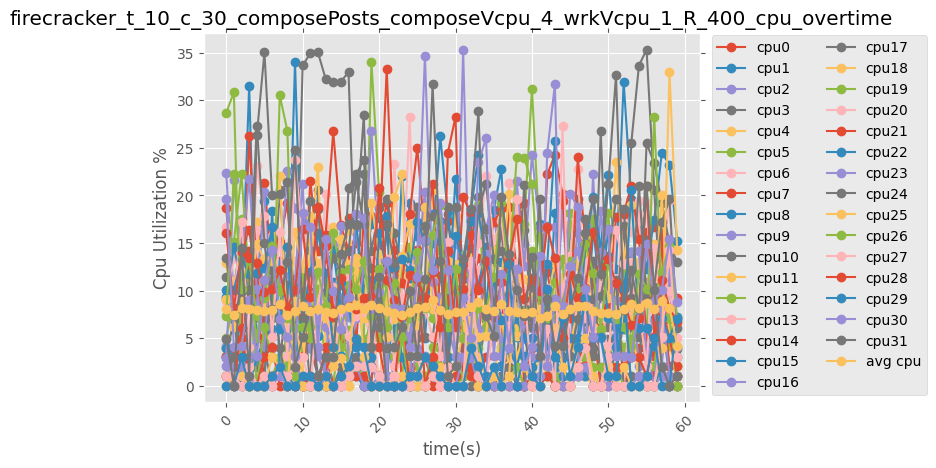 firecracker_t_10_c_30_composePosts_composeVcpu_4_wrkVcpu_1_R_400_cpu_overtime
Cpu Utilization %
35
30
25
20
15
10
5
0
0
10
20
30
40
50
60
time(s)
cpu0
cpu1
cpu2
cpu3
cpu4
cpu5
cpu6
cpu7
cpu8
cpu9
cpu10
cpu11
cpu12
cpu13
cpu14
cpu15
cpu16
cpu17
cpu18
cpu19
cpu20
cpu21
cpu22
cpu23
cpu24
cpu25
cpu26
cpu27
cpu28
cpu29
cpu30
cpu31
avg cpu